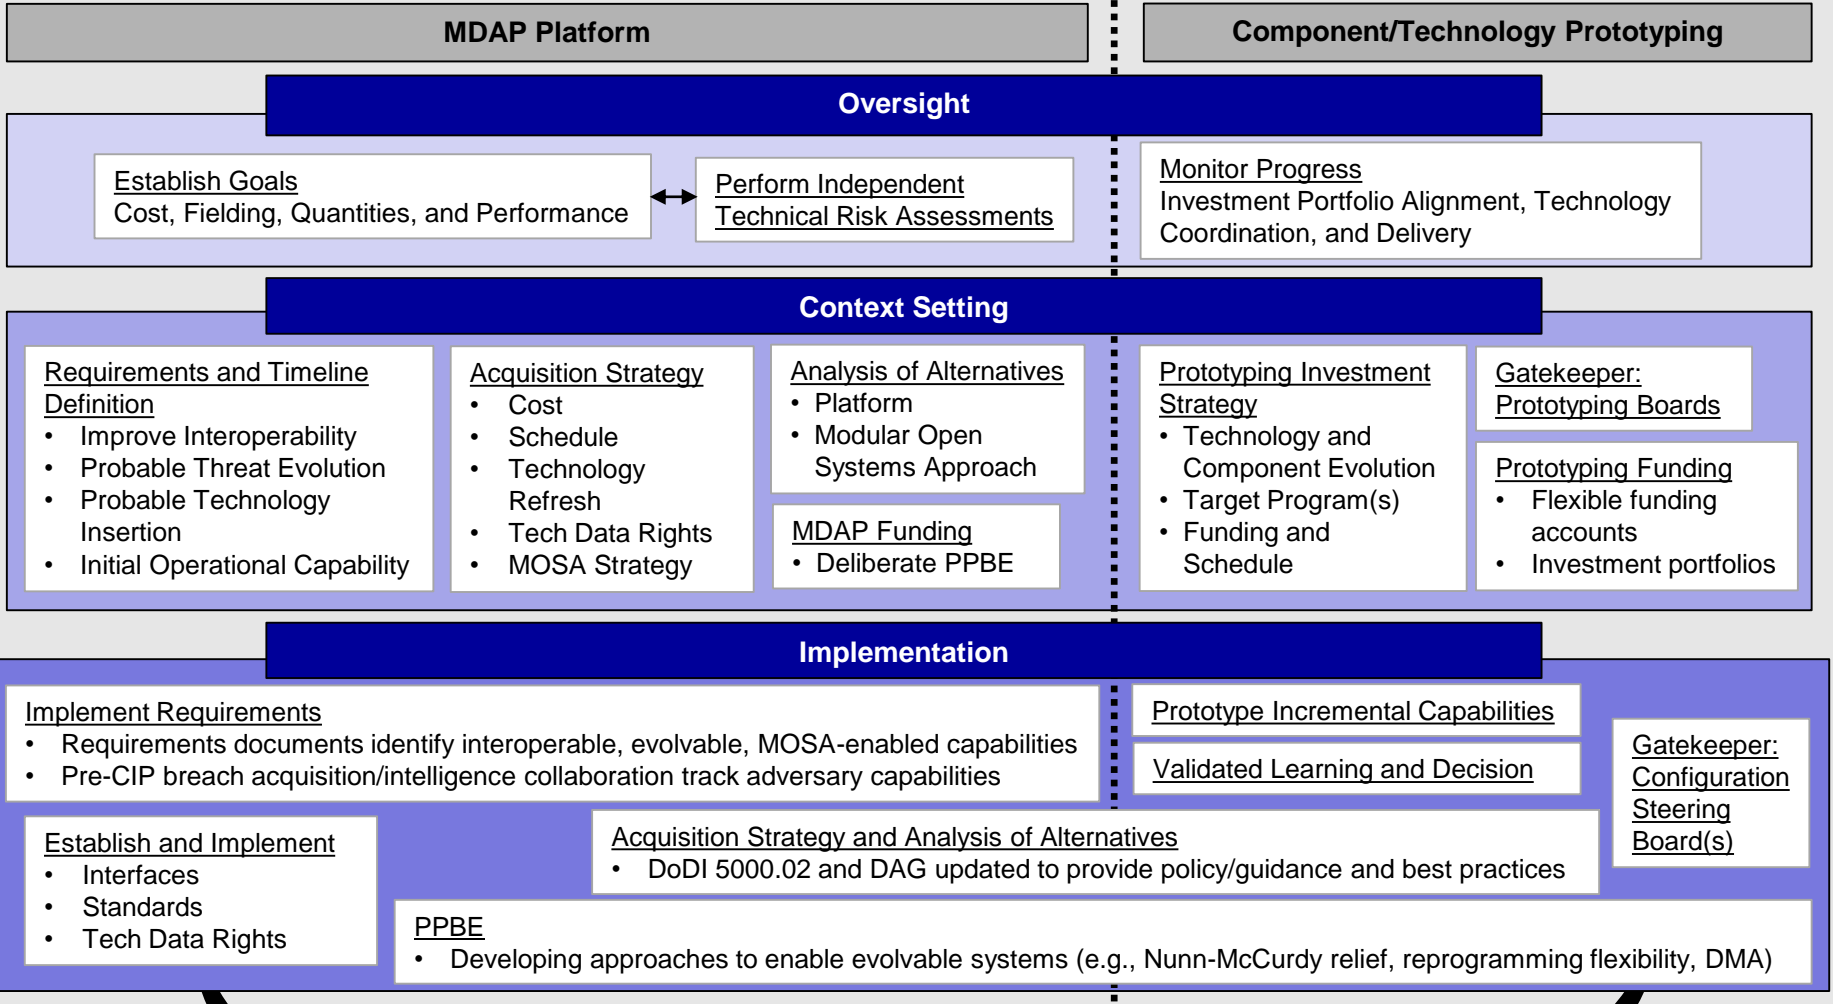 MDAP Platform
Component/Technology Prototyping
Oversight
Establish Goals
Cost, Fielding, Quantities, and Performance
Perform Independent
Technical Risk Assessments
Monitor Progress
Investment Portfolio Alignment, Technology
Coordination, and Delivery
Context Setting
Requirements and Timeline
Definition
• Improve Interoperability
• Probable Threat Evolution
• Probable Technology
Insertion
• Initial Operational Capability
Acquisition Strategy
• Cost
• Schedule
• Technology
Refresh
• Tech Data Rights
• MOSA Strategy
Analysis of Alternatives
• Platform
• Modular Open
Systems Approach
MDAP Funding
• Deliberate PPBE
Prototyping Investment
Strategy
• Technology and
Component Evolution
• Target Program(s)
• Funding and
Schedule
Gatekeeper:
Prototyping Boards
Prototyping Funding
• Flexible funding
accounts
• Investment portfolios
Implementation
Implement Requirements
• Requirements documents identify interoperable, evolvable, MOSA-enabled capabilities
• Pre-CIP breach acquisition/intelligence collaboration track adversary capabilities
Prototype Incremental Capabilities
Validated Learning and Decision
Gatekeeper:
Configuration
Steering
Board(s)
Establish and Implement
• Interfaces
• Standards
• Tech Data Rights
Acquisition Strategy and Analysis of Alternatives
• DoDI 5000.02 and DAG updated to provide policy/guidance and best practices
PPBE
• Developing approaches to enable evolvable systems (e.g., Nunn-McCurdy relief, reprogramming flexibility, DMA)